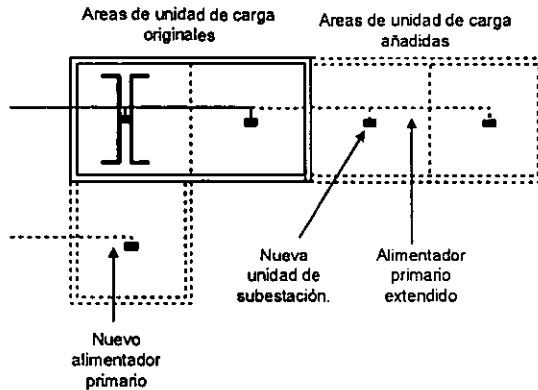 Areas de unidad de carga
originales
Areas de unidad de carga
añadidas
Nueva
unidad de
subestación.
Alimentador
primario
extendido
Nuevo
alimentador
primario